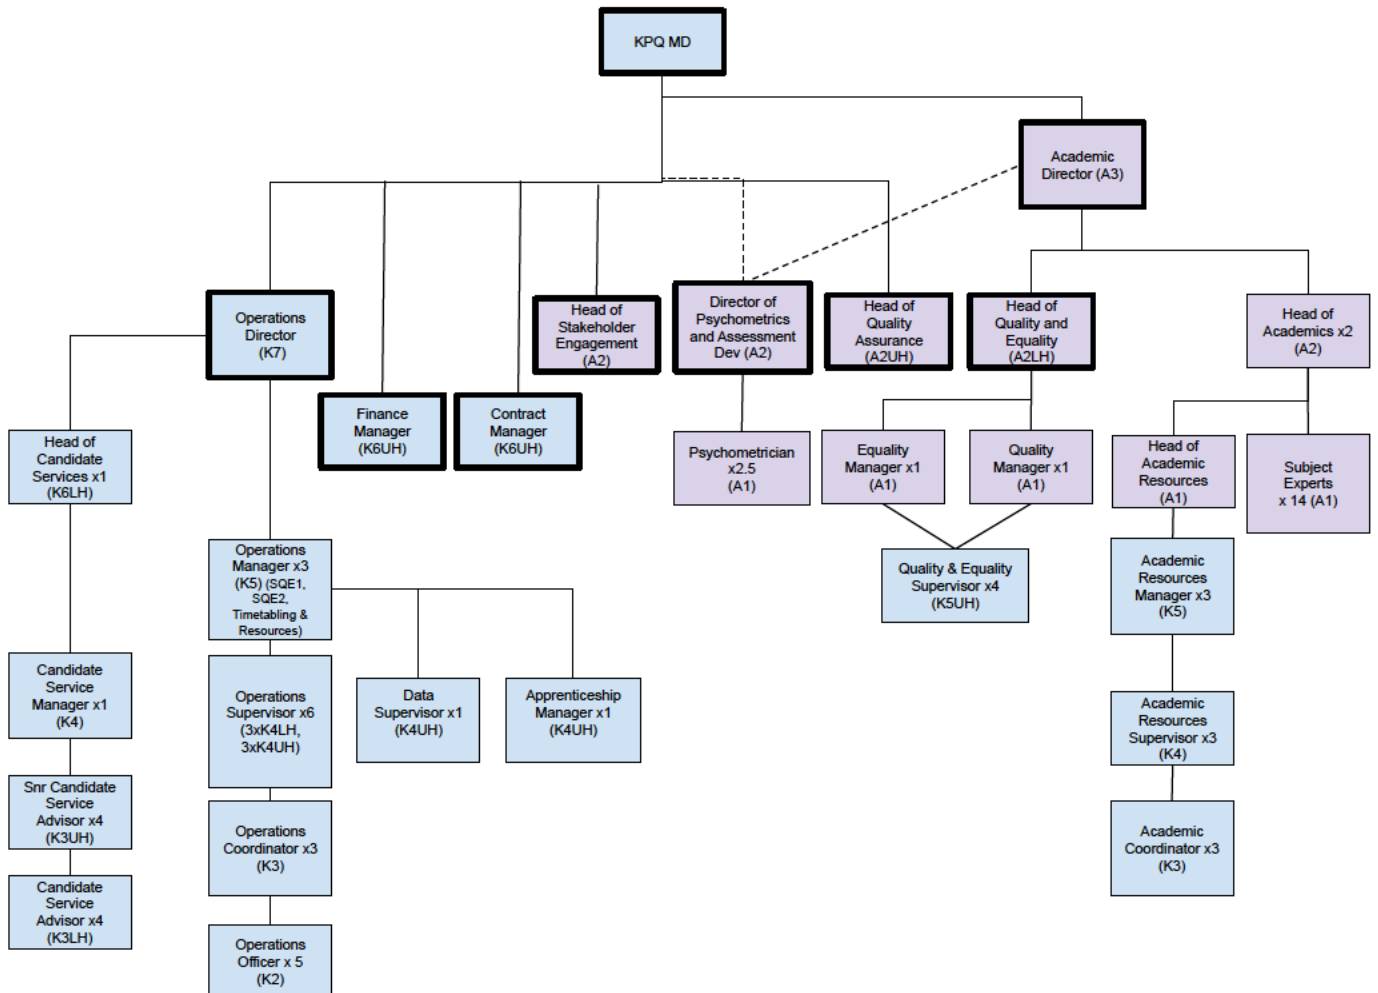 KPQ MD
Academic
Director (A3)
Operations
Director
(K7)
Head of
Stakeholder
Engagement
(A2)
Director of
Psychometrics
and Assessment
Dev (A2)
Head of
Quality
Assurance
(A2UH)
Head of
Quality and
Equality
(A2LH)
Head of
Academics x2
(A2)
Finance
Manager
(K6UH)
Contract
Manager
(K6UH)
Head of
Candidate
Services x1
(K6LH)
Psychometrician
x2.5
(A1)
Equality
Manager x1
(A1)
Quality
Manager x1
(A1)
Head of
Academic
Resources
(A1)
Subject
Experts
x 14 (A1)
Operations
Manager x3
(K5) (SQE1,
SQE2,
Timetabling &
Resources)
Quality & Equality
Supervisor x4
(K5UH)
Academic
Resources
Manager x3
(K5)
Candidate
Service
Manager x1
(K4)
Operations
Supervisor x6
(3xK4LH,
3xK4UH)
Data
Supervisor x1
(K4UH)
Apprenticeship
Manager x1
(K4UH)
Academic
Resources
Supervisor x3
(K4)
Snr Candidate
Service
Advisor x4
(K3UH)
Operations
Coordinator x3
(K3)
Academic
Coordinator x3
(K3)
Candidate
Service
Advisor x4
(K3LH)
Operations
Officer x 5
(K2)